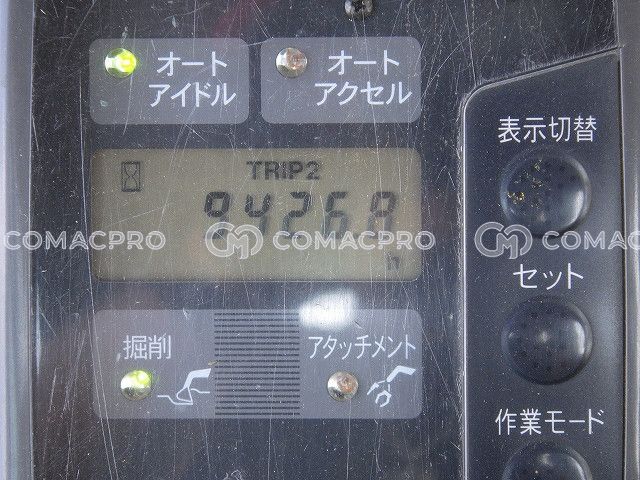 オート
アイドル
オート
アクセル
表示切替
TRIP2
9426.8
h
COMACPRO
COMACPRO
セット
掘削
アタッチメント
作業モード